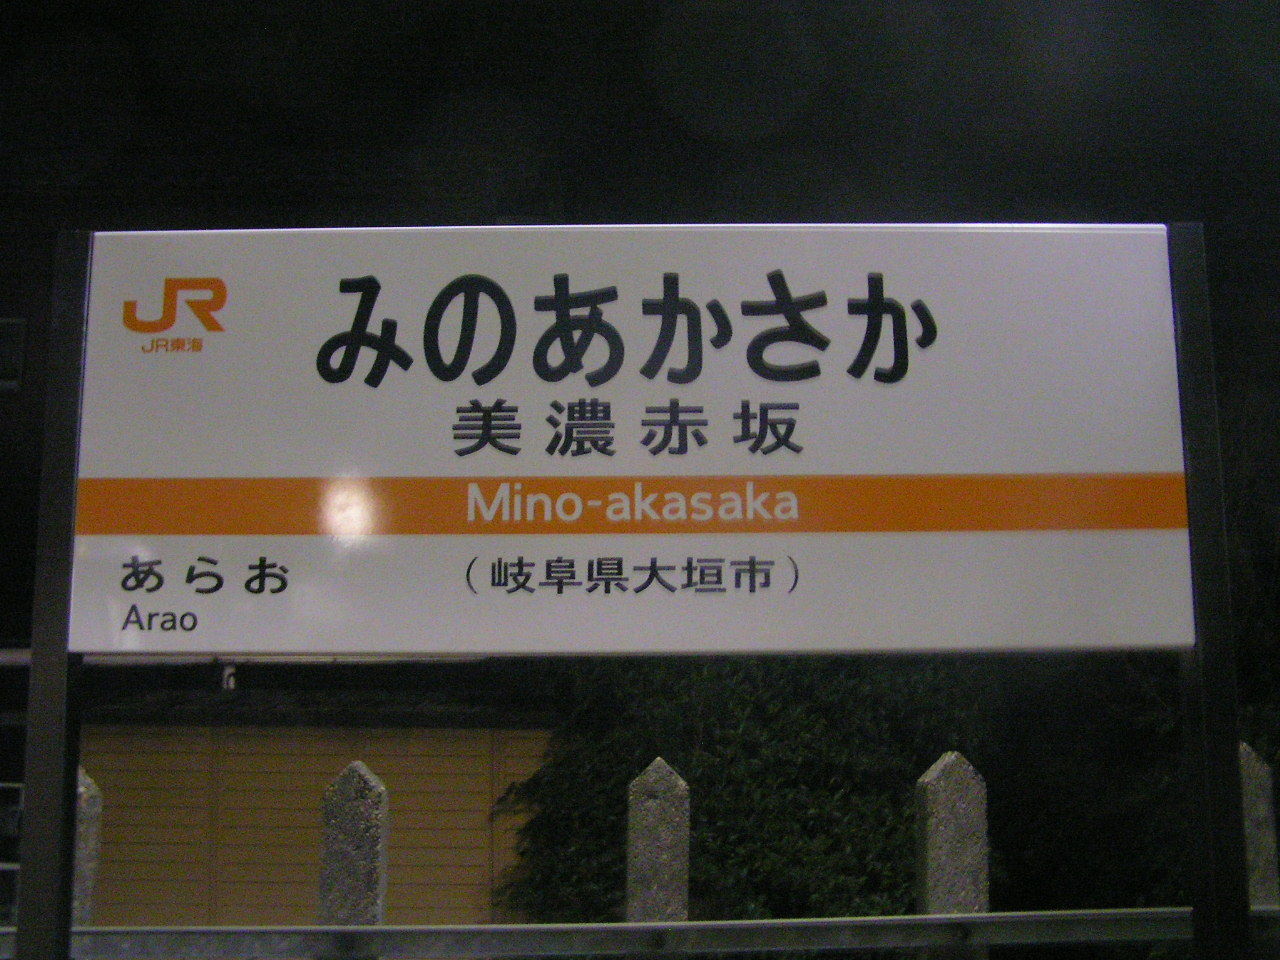 JR
JR東海
みのあかさか
美濃赤坂
Mino-akasaka
あらお
Arao
（岐阜県大垣市）